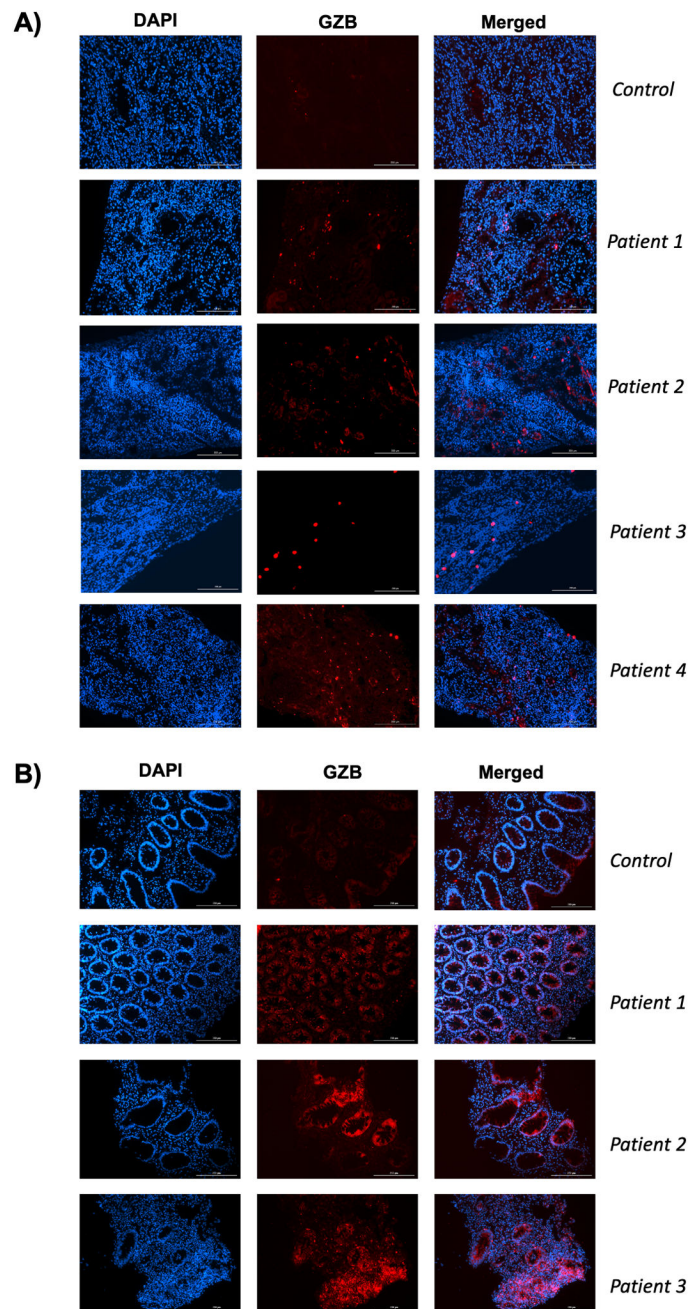 A)
DAPI GZB Merged
Control
Patient 1
Patient 2
Patient 3
Patient 4
B)
DAPI GZB Merged
Control
Patient 1
Patient 2
Patient 3